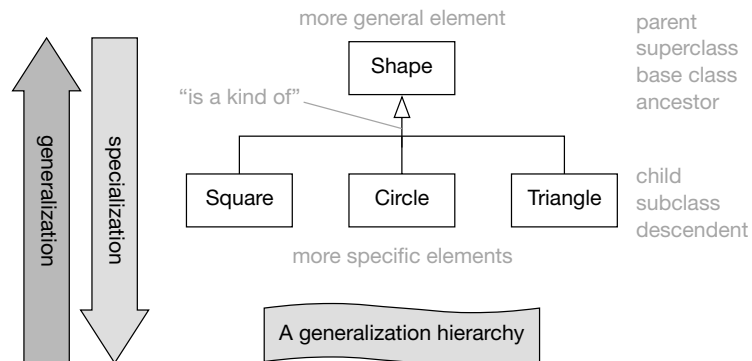 more general element
parent
superclass
base class
ancestor
Shape
“is a kind of”
generalization
specialization
Square
Circle
Triangle
child
subclass
descendent
more specific elements
A generalization hierarchy